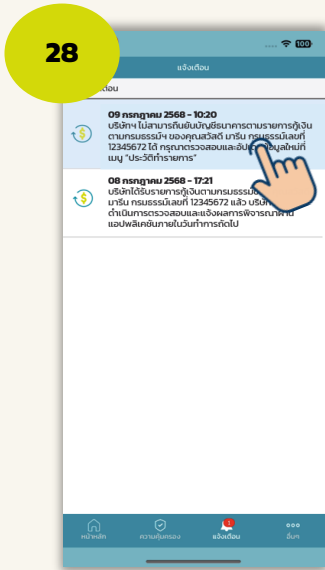 28
100
แจ้งเตือน
09 กรกฎาคม 2568 - 10:20
บริษัทฯ ไม่สามารถยืนยันบัญชีธนาคารตามรายการกู้เงิน
ตามกรมธรรม์ฯ ของคุณสวัสดี มารีน กรมธรรม์เลขที่
12345672 ได้ กรุณาตรวจสอบและอัปเดตข้อมูลใหม่ที่
เมนู "ประวัติทำรายการ"
08 กรกฎาคม 2568 - 17:21
บริษัทได้รับรายการกู้เงินตามกรมธรรม์
มารีน กรมธรรม์เลขที่ 12345672 แล้ว
ดำเนินการตรวจสอบและแจ้งผลการพิจารณาผ่าน
แอปพลิเคชันภายในวันทำการถัดไป
1
หน้าหลัก ความคุ้มครอง แจ้งเตือน อื่นๆ